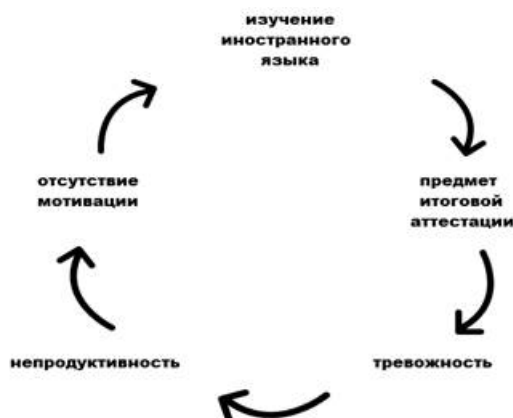 изучение
иностранного
языка
предмет
итоговой
аттестации
тревожность
непродуктивность
отсутствие
мотивации